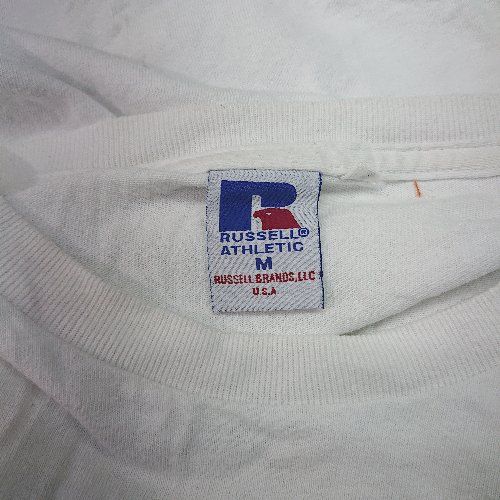 R
RUSSELL®
ATHLETIC
M
RUSSELL BRANDS, LLC
U.S.A